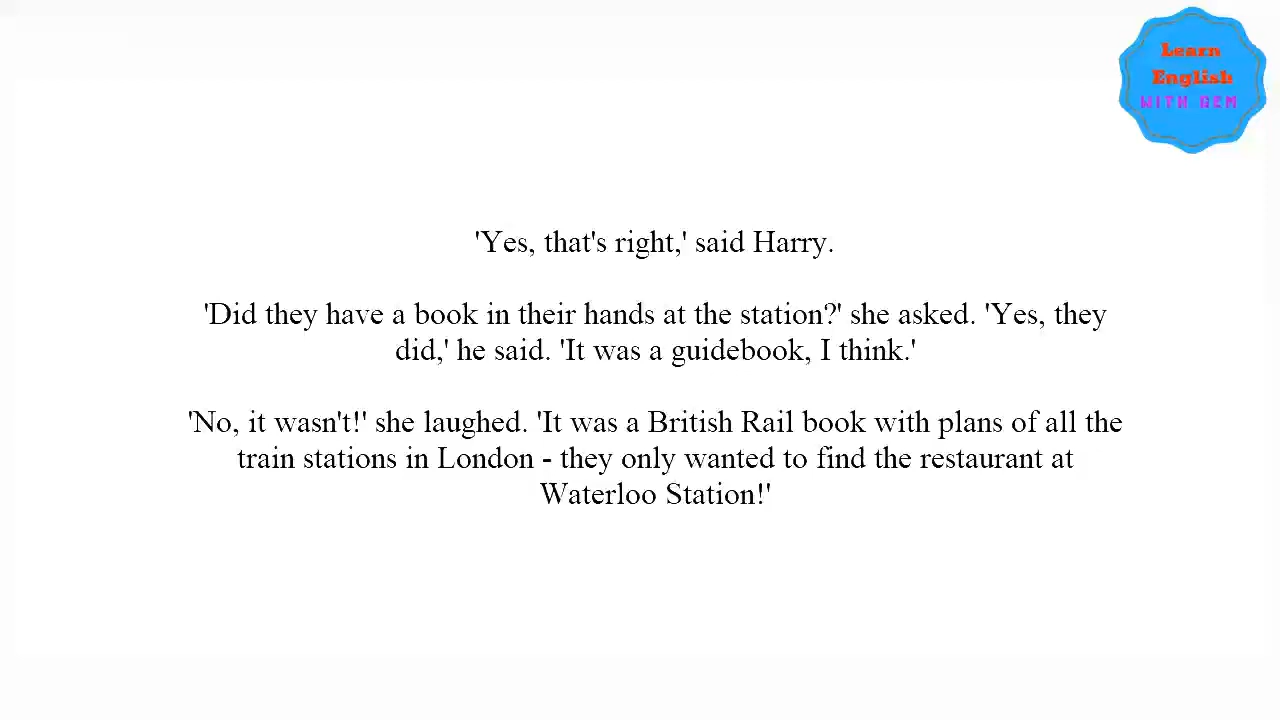 Learn
English
WITH BEM
'Yes, that's right,' said Harry.
'Did they have a book in their hands at the station?' she asked. 'Yes, they
did,' he said. 'It was a guidebook, I think.'
'No, it wasn't!' she laughed. 'It was a British Rail book with plans of all the
train stations in London - they only wanted to find the restaurant at
Waterloo Station!'